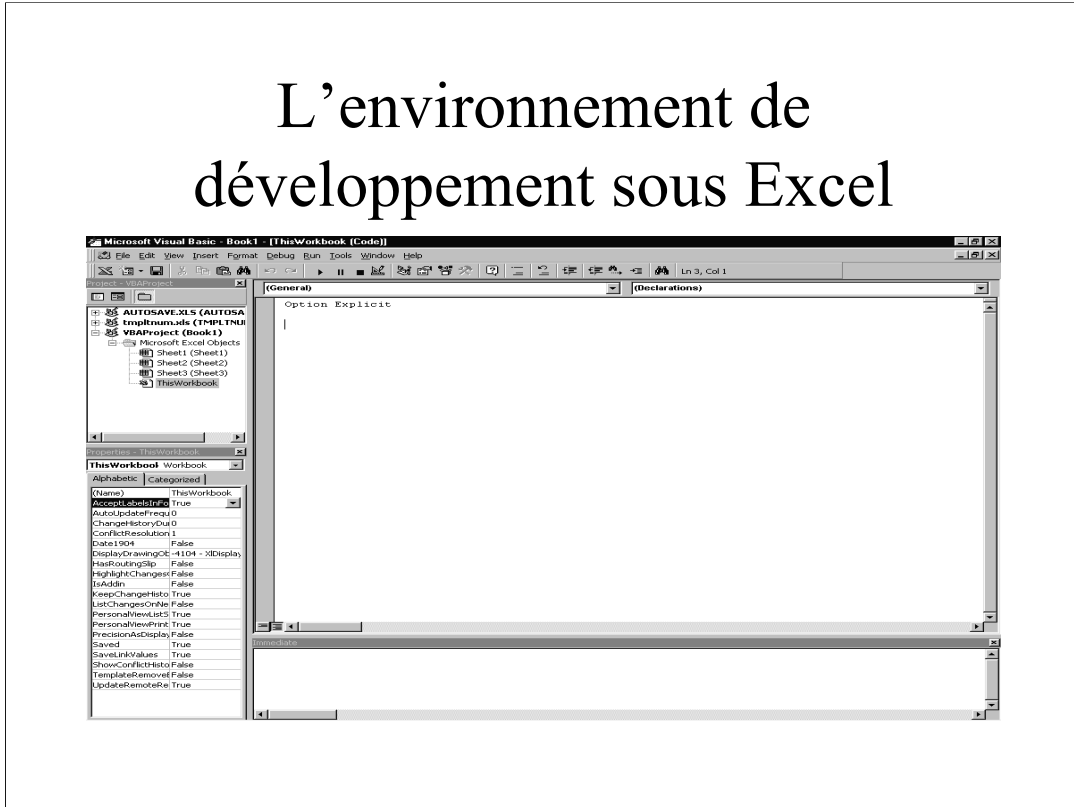 L’environnement de
développement sous Excel
Microsoft Visual Basic - Book1 - [ThisWorkbook (Code)]
File Edit View Insert Format Debug Run Tools Window Help
Ln 3, Col 1
Project - VBAProject
(General)
(Declarations)
Option Explicit
AUTOSAVE.XLS (AUTOSA
tmpltnum.xls (TMPLTNU
VBAProject (Book1)
Microsoft Excel Objects
Sheet1 (Sheet1)
Sheet2 (Sheet2)
Sheet3 (Sheet3)
ThisWorkbook
Properties - ThisWorkbook
ThisWorkbook Workbook
Alphabetic Categorized
(Name) ThisWorkbook
AcceptLabelsInFo True
AutoUpdateFrequ 0
ChangeHistoryDu 0
ConflictResolution 1
Date1904 False
DisplayDrawingOb -4104 - xlDisplay
HasRoutingSlip False
HighlightChanges False
IsAddin False
KeepChangeHisto True
ListChangesOnNe False
PersonalViewListS True
PersonalViewPrint True
PrecisionAsDisplay False
Saved True
SaveLinkValues True
ShowConflictHisto False
TemplateRemoveE False
UpdateRemoteRe True
Immediate